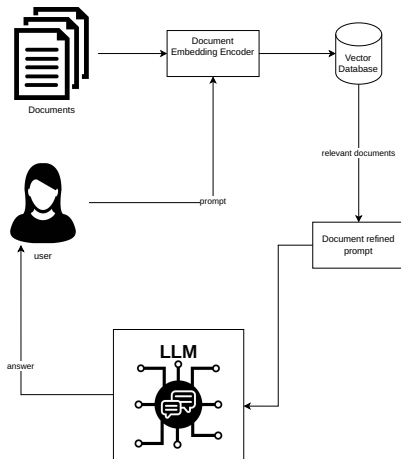 Document
Embedding Encoder
Vector
Database
Documents
relevant documents
prompt
Document refined
prompt
user
LLM
answer